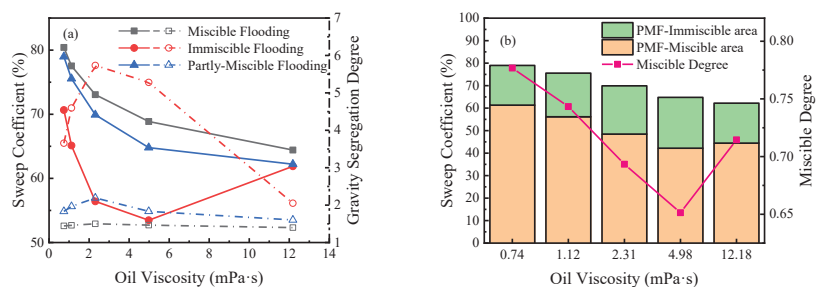 (a)
Miscible Flooding
Immiscible Flooding
Partly-Miscible Flooding
Sweep Coefficient (%)
80
70
60
50
Gravity Segregation Degree
7
6
5
4
3
2
1
0 2 4 6 8 10 12 14
Oil Viscosity (mPa·s)
(b)
PMF-Immiscible area
PMF-Miscible area
Miscible Degree
Sweep Coefficient (%)
100
90
80
70
60
50
40
30
20
10
0
Miscible Degree
0.80
0.75
0.70
0.65
0.74 1.12 2.31 4.98 12.18
Oil Viscosity (mPa·s)